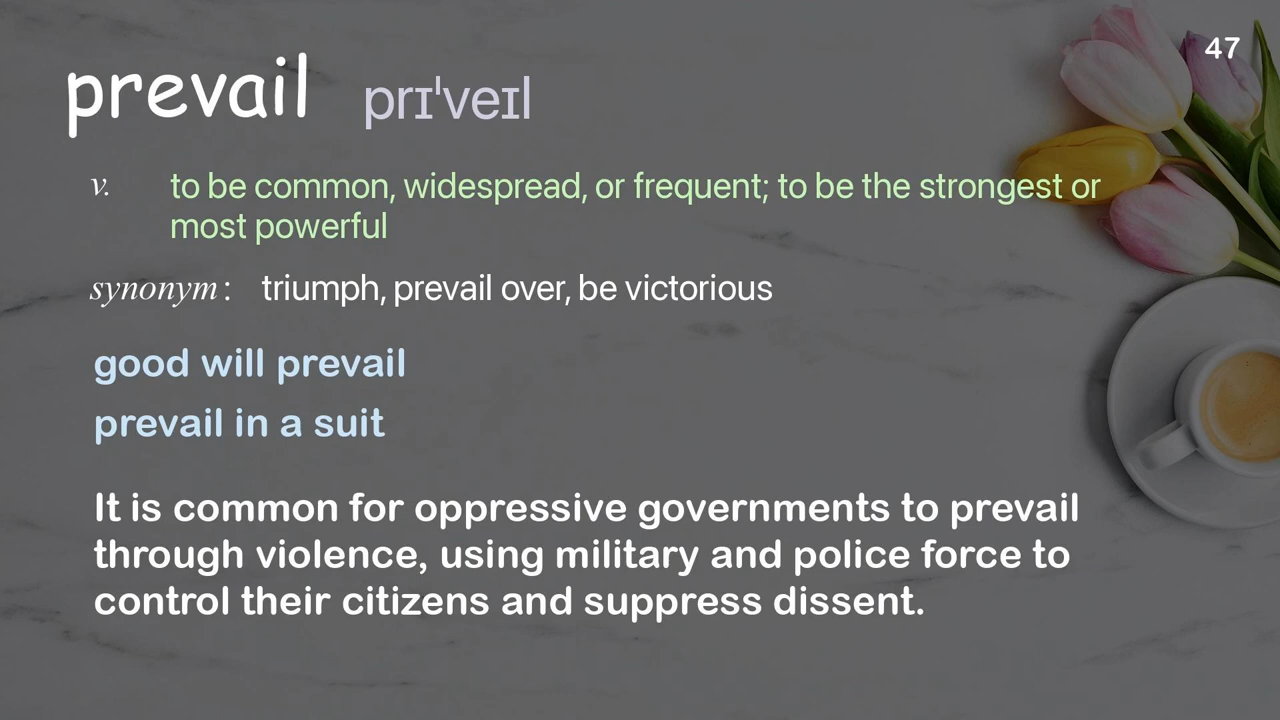 47
prevail prɪˈveɪl
v. to be common, widespread, or frequent; to be the strongest or
most powerful
synonym: triumph, prevail over, be victorious
good will prevail
prevail in a suit
It is common for oppressive governments to prevail
through violence, using military and police force to
control their citizens and suppress dissent.